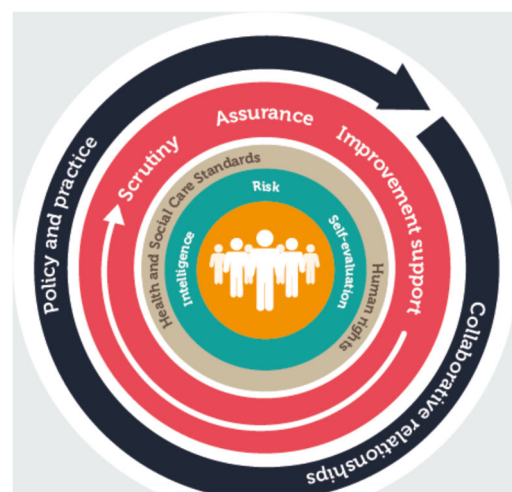 Policy and practice
Collaborative relationships
Scrutiny
Assurance
Improvement support
Health and Social Care Standards
Human rights
Intelligence
Risk
Self-evaluation